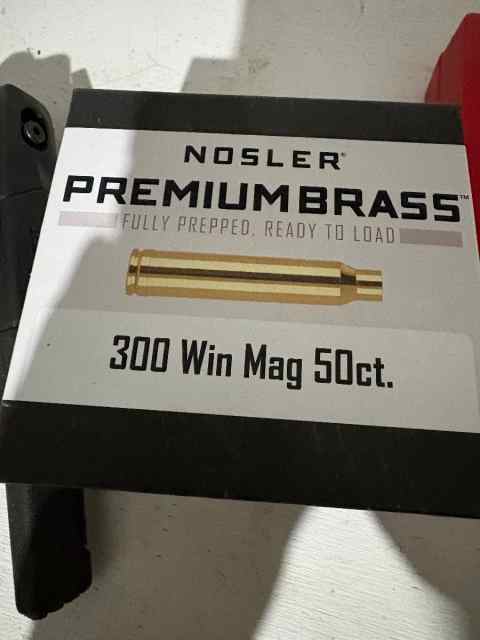 NOSLER®
PREMIUMBRASS™
FULLY PREPPED. READY TO LOAD
300 Win Mag 50ct.